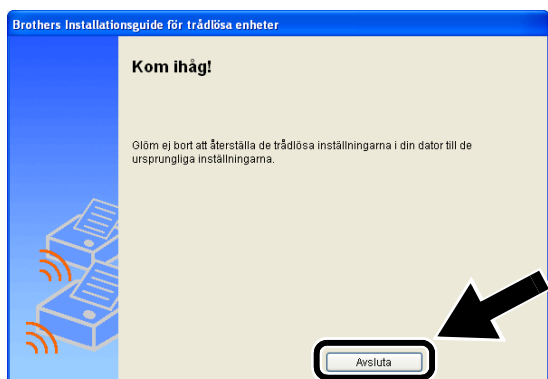 Brothers Installationsguide för trådlösa enheter
Kom ihåg!
Glöm ej bort att återställa de trådlösa inställningarna i din dator till de
ursprungliga inställningarna.
Avsluta